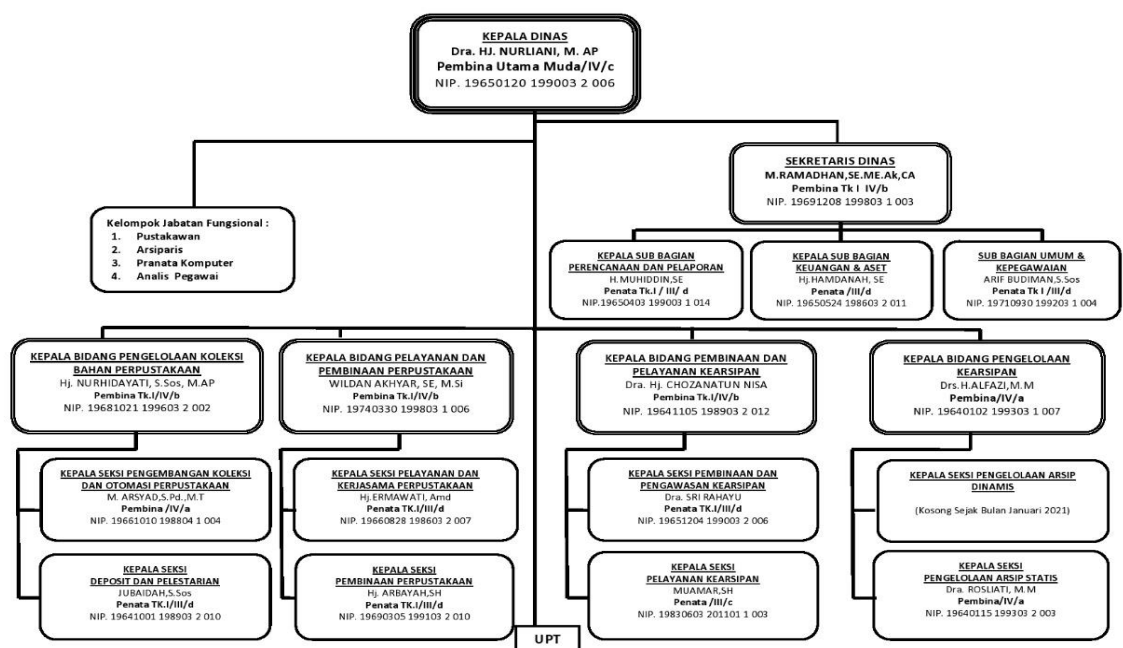 KEPALA DINAS
Dra. HJ. NURLIANI, M. AP
Pembina Utama Muda/IV/c
NIP. 19650120 199003 2 006
SEKRETARIS DINAS
M.RAMADHAN,SE.ME.Ak,CA
Pembina Tk I IV/b
NIP. 19691208 199803 1 003
Kelompok Jabatan Fungsional :
1. Pustakawan
2. Arsiparis
3. Pranata Komputer
4. Analis Pegawai
KEPALA SUB BAGIAN
PERENCANAAN DAN PELAPORAN
H.MUHIDDIN,SE
Penata Tk.I / III/ d
NIP.19650403 199003 1 014
KEPALA SUB BAGIAN
KEUANGAN & ASET
Hj.HAMDANAH, SE
Penata /III/d
NIP.19650524 198603 2 011
SUB BAGIAN UMUM &
KEPEGAWAIAN
ARIF BUDIMAN,S.Sos
Penata Tk I /III/d
NIP.19710930 199203 1 004
KEPALA BIDANG PENGELOLAAN KOLEKSI
BAHAN PERPUSTAKAAN
Hj. NURHIDAYATI, S.Sos, M.AP
Pembina Tk.I/IV/b
NIP. 19681021 199603 2 002
KEPALA BIDANG PELAYANAN DAN
PEMBINAAN PERPUSTAKAAN
WILDAN AKHYAR, SE, M.Si
Pembina Tk.I/IV/b
NIP. 19740330 199803 1 006
KEPALA BIDANG PEMBINAAN DAN
PELAYANAN KEARSIPAN
Dra. Hj. CHOZANATUN NISA
Pembina Tk.I/IV/b
NIP. 19641105 198903 2 012
KEPALA BIDANG PENGELOLAAN
KEARSIPAN
Drs.H.ALFAZI,M.M
Pembina/IV/a
NIP. 19640102 199303 1 007
KEPALA SEKSI PENGEMBANGAN KOLEKSI
DAN OTOMASI PERPUSTAKAAN
M. ARSYAD,S.Pd.,M.T
Pembina /IV/a
NIP. 19661010 198804 1 004
KEPALA SEKSI PELAYANAN DAN
KERJASAMA PERPUSTAKAAN
Hj.ERMAWATI, Amd
Penata TK.I/III/d
NIP. 19660828 198603 2 007
KEPALA SEKSI PEMBINAAN DAN
PENGAWASAN KEARSIPAN
Dra. SRI RAHAYU
Penata TK.I/III/d
NIP. 19651204 199003 2 006
KEPALA SEKSI PENGELOLAAN ARSIP
DINAMIS
(Kosong Sejak Bulan Januari 2021)
KEPALA SEKSI
DEPOSIT DAN PELESTARIAN
JUBAIDAH,S.Sos
Penata TK.I/III/d
NIP. 19641001 198903 2 010
KEPALA SEKSI
PEMBINAAN PERPUSTAKAAN
Hj. ARBAYAH,SH
Penata TK.I/III/d
NIP. 19690305 199103 2 010
KEPALA SEKSI
PELAYANAN KEARSIPAN
MUAMAR,SH
Penata /III/c
NIP. 19830603 201101 1 003
KEPALA SEKSI
PENGELOLAAN ARSIP STATIS
Dra. ROSLIATI, M.M
Pembina/IV/a
NIP. 19640115 199303 2 003
UPT